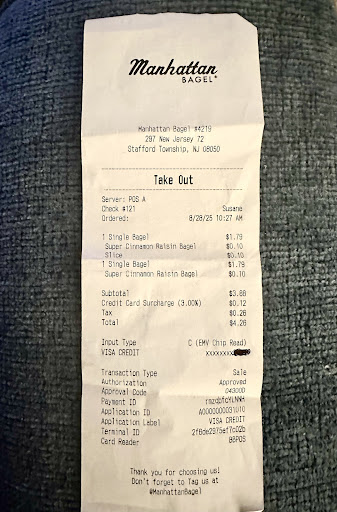 Manhattan
BAGEL®
Manhattan Bagel #4219
297 New Jersey 72
Stafford Township, NJ 08050
Take Out
Server: POS A
Check #121 Susane
Ordered: 8/28/25 10:27 AM
1 Single Bagel $1.79
Super Cinnamon Raisin Bagel $0.10
Slice
1 Single Bagel $1.79
Super Cinnamon Raisin Bagel $0.10
Subtotal
Credit Card Surcharge (3.00%) $0.12
Tax $0.26
Total $4.26
Input Type C (EMV Chip Read)
VISA CREDIT
Transaction Type Sale
Authorization Approved
Approval Code 04300D
Payment ID
Application ID A0000000031010
Application Label VISA CREDIT
Terminal ID
Card Reader BBPOS
Thank you for choosing us!
Don't forget to Tag us at
#ManhattanBagel